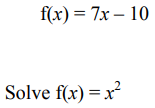 f(x) = 7x – 10
Solve f(x) = x²